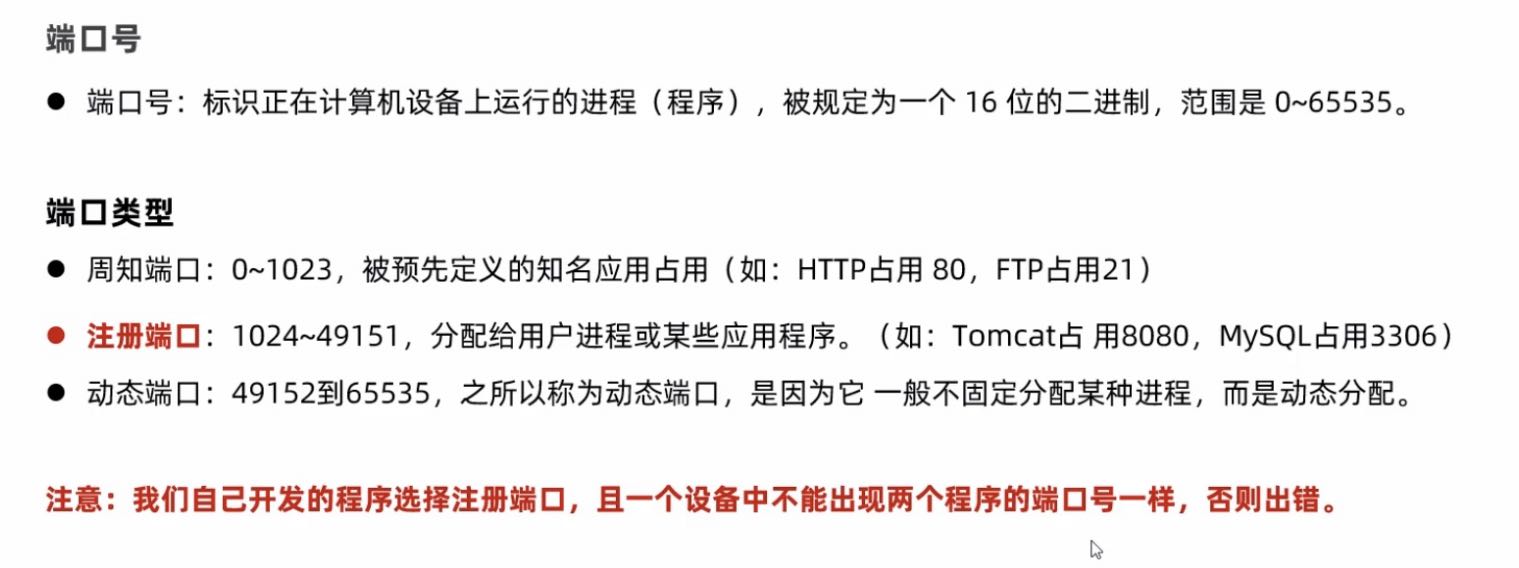 端口号
● 端口号：标识正在计算机设备上运行的进程（程序），被规定为一个 16 位的二进制，范围是 0~65535。
端口类型
● 周知端口：0~1023，被预先定义的知名应用占用（如：HTTP占用 80，FTP占用21）
● 注册端口：1024~49151，分配给用户进程或某些应用程序。（如：Tomcat占 用8080，MySQL占用3306）
● 动态端口：49152到65535，之所以称为动态端口，是因为它 一般不固定分配某种进程，而是动态分配。
注意：我们自己开发的程序选择注册端口，且一个设备中不能出现两个程序的端口号一样，否则出错。